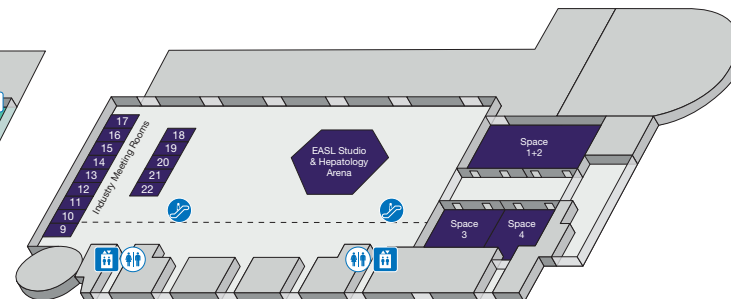 17
16
15
14
13
12
11
10
9
Industry Meeting Rooms
18
19
20
21
22
EASL Studio
& Hepatology
Arena
Space
1+2
Space
3
Space
4